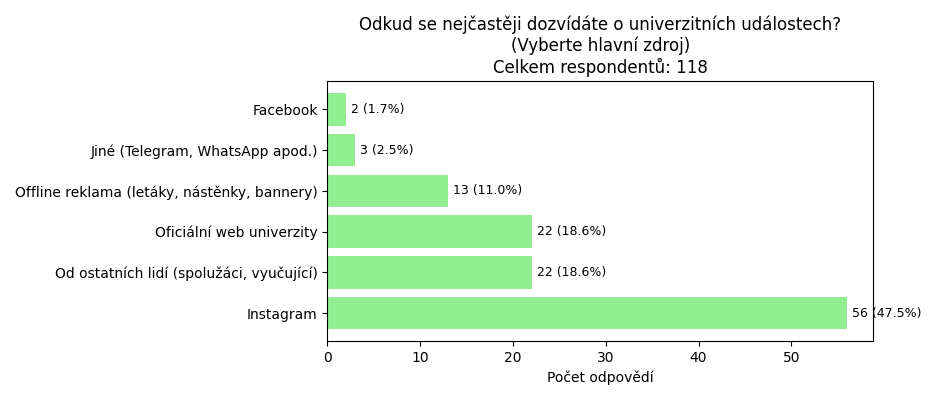 Odkud se nejčastěji dozvídáte o univerzitních událostech?
(Vyberte hlavní zdroj)
Celkem respondentů: 118
Facebook 2 (1.7%)
Jiné (Telegram, WhatsApp apod.) 3 (2.5%)
Offline reklama (letáky, nástěnky, bannery) 13 (11.0%)
Oficiální web univerzity 22 (18.6%)
Od ostatních lidí (spolužáci, vyučující) 22 (18.6%)
Instagram 56 (47.5%)
0 10 20 30 40 50
Počet odpovědí